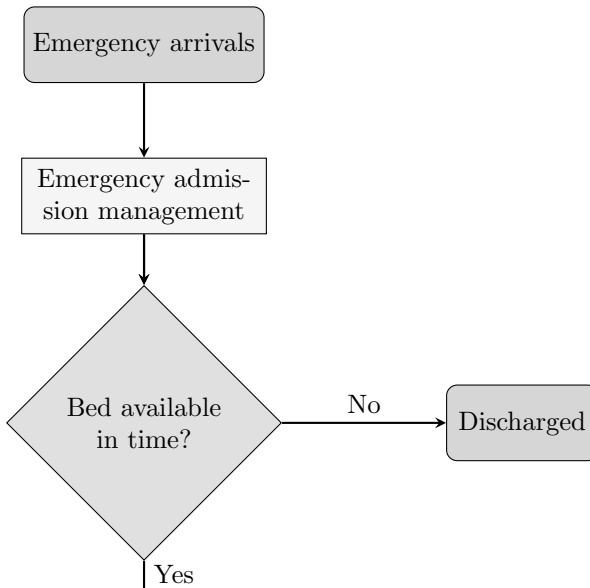 Emergency arrivals
Emergency admis-
sion management
Bed available
in time?
No
Discharged
Yes